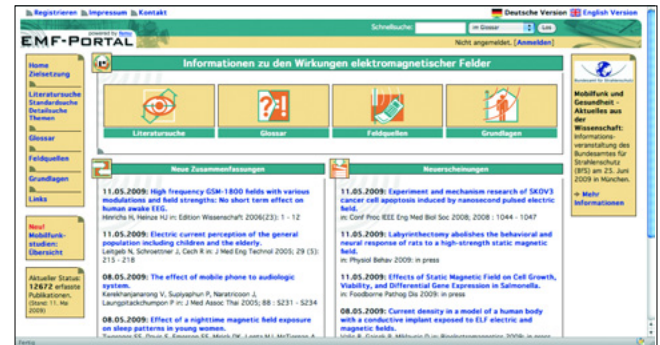 Registrieren Impressum Kontakt
Deutsche Version English Version
EMF-PORTAL
powered by femu
Schnellsuche: im Glossar Los
Nicht angemeldet. [Anmelden]
Home
Zielsetzung
Literatursuche
Standardsuche
Detailsuche
Themen
Glossar
Feldquellen
Grundlagen
Links
Neu!
Mobilfunk-
studien:
Übersicht
Aktueller Status:
12672 erfasste
Publikationen.
(Stand: 11. Mai
2009)
Informationen zu den Wirkungen elektromagnetischer Felder
Literatursuche
Glossar
Feldquellen
Grundlagen
Neue Zusammenfassungen
11.05.2009: High frequency GSM-1800 fields with various
modulations and field strengths: No short term effect on
human awake EEG.
Hinrichs H, Heinze HJ in: Edition Wissenschaft 2006(23): 1 - 12
11.05.2009: Electric current perception of the general
population including children and the elderly.
Leitgeb N, Schroettner J, Cech R in: J Med Eng Technol 2005; 29 (5):
215 - 218
08.05.2009: The effect of mobile phone to audiologic
system.
Kerekhanjanarong V, Supiyaphun P, Naratricoon J,
Laungpitackchumpon P in: J Med Assoc Thai 2005; 88 : S231 - S234
08.05.2009: Effect of a nighttime magnetic field exposure
on sleep patterns in young women.
Neuerscheinungen
11.05.2009: Experiment and mechanism research of SKOV3
cancer cell apoptosis induced by nanosecond pulsed electric
field.
in: Conf Proc IEEE Eng Med Biol Soc 2008; 2008 : 1044 - 1047
11.05.2009: Labyrinthectomy abolishes the behavioral and
neural response of rats to a high-strength static magnetic
field.
in: Physiol Behav 2009: in press
11.05.2009: Effects of Static Magnetic Field on Cell Growth,
Viability, and Differential Gene Expression in Salmonella.
in: Foodborne Pathog Dis 2009: in press
08.05.2009: Current density in a model of a human body
with a conductive implant exposed to ELF electric and
magnetic fields.
Bundesamt für Strahlenschutz
Mobilfunk und
Gesundheit -
Aktuelles aus
der
Wissenschaft:
Informations-
veranstaltung des
Bundesamtes für
Strahlenschutz
(BfS) am 25. Juni
2009 in München.
Mehr
Informationen
Fertig